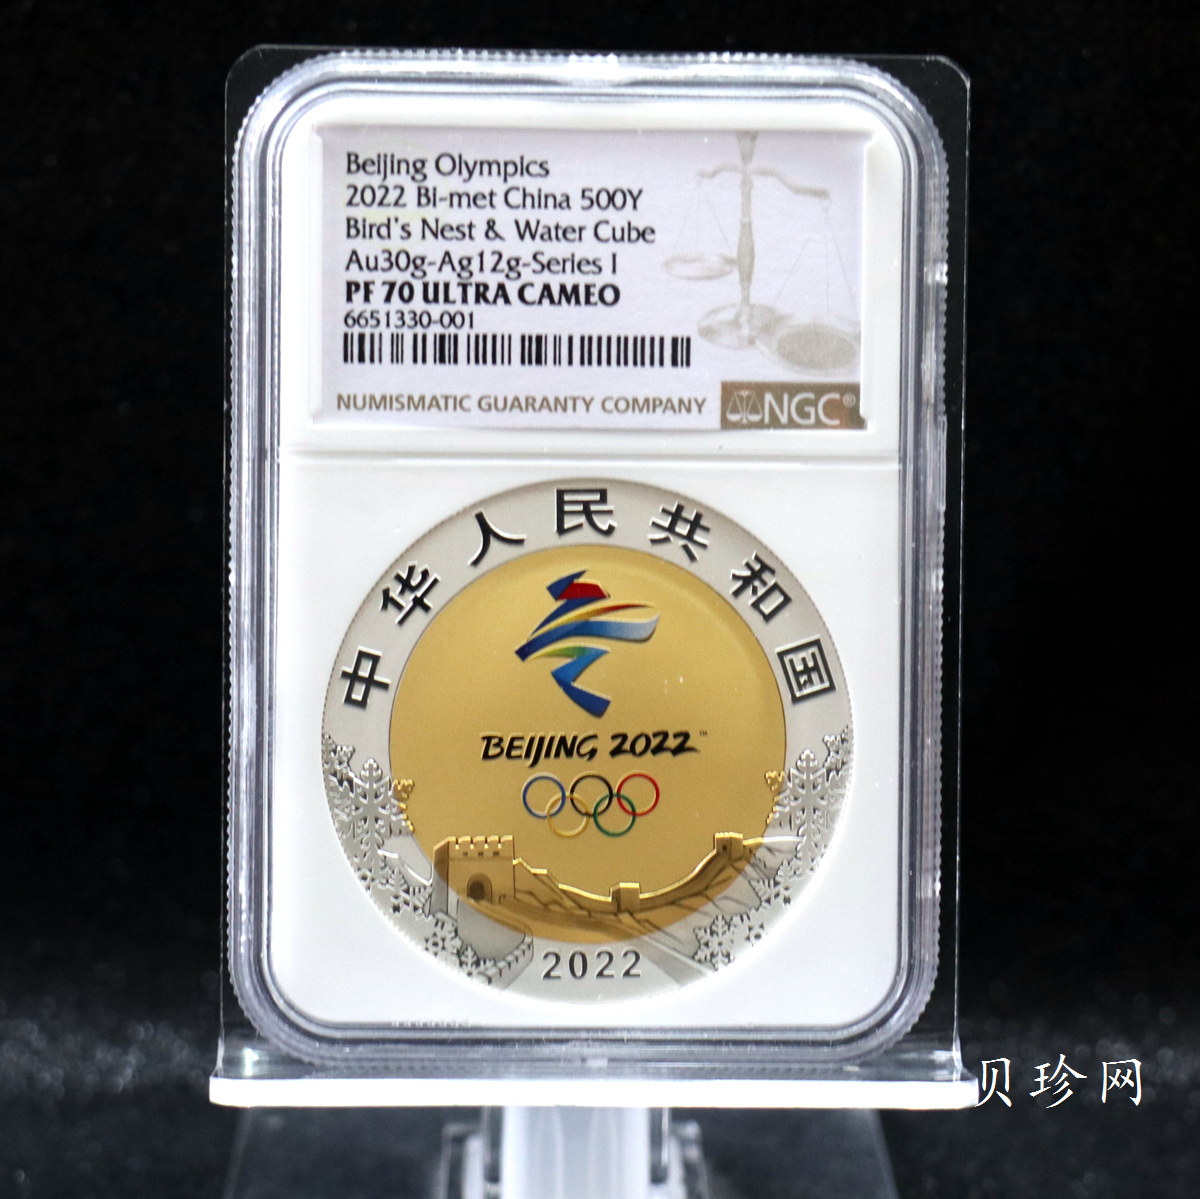 Beijing Olympics
2022 Bi-met China 500Y
Bird's Nest & Water Cube
Au30g-Ag12g-Series I
PF 70 ULTRA CAMEO
6651330-001
NUMISMATIC GUARANTY COMPANY
NGC®
中华人民共和国
BEIJING 2022™
2022
贝珍网